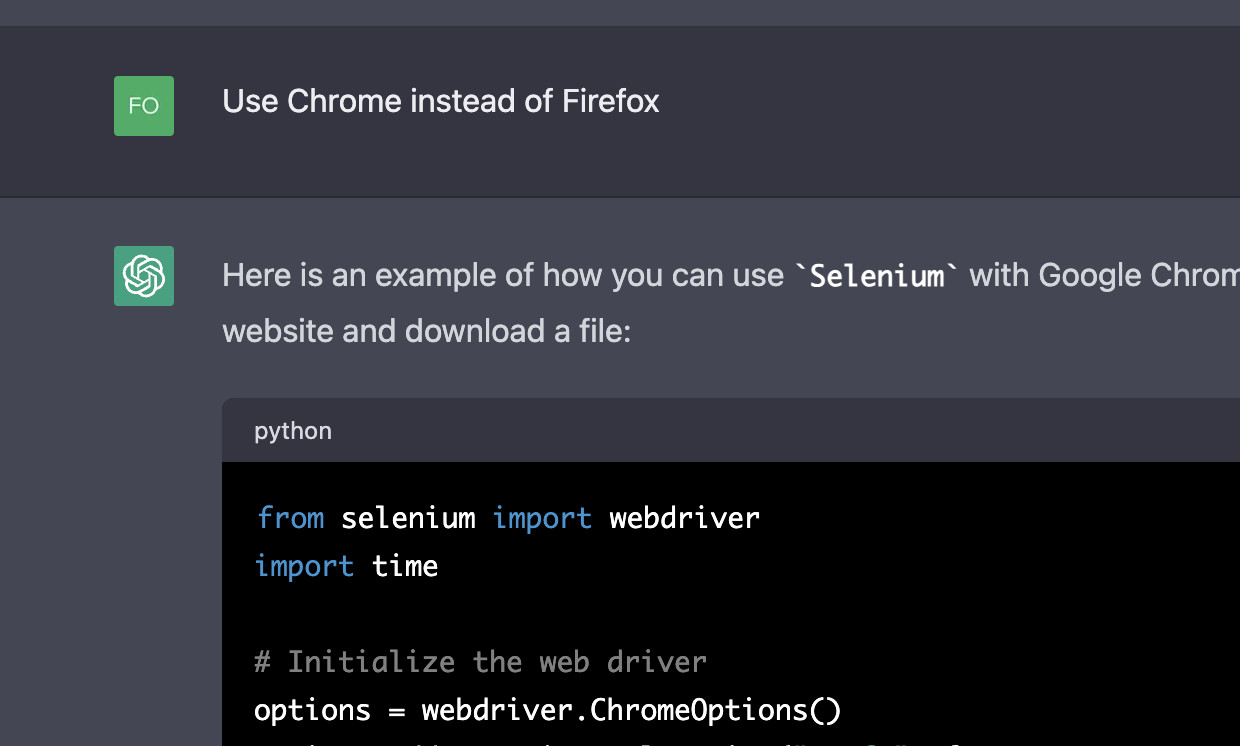 FO
Use Chrome instead of Firefox
Here is an example of how you can use `Selenium` with Google Chrom
website and download a file:
python
from selenium import webdriver
import time
# Initialize the web driver
options = webdriver.ChromeOptions()